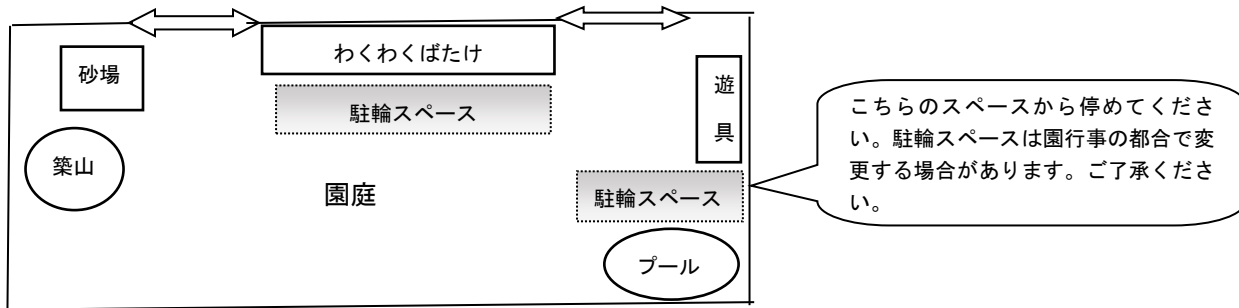 わくわくばたけ
砂場
遊具
駐輪スペース
築山
園庭
駐輪スペース
プール
こちらのスペースから停めてくださ
い。駐輪スペースは園行事の都合で変
更する場合があります。ご了承くださ
い。